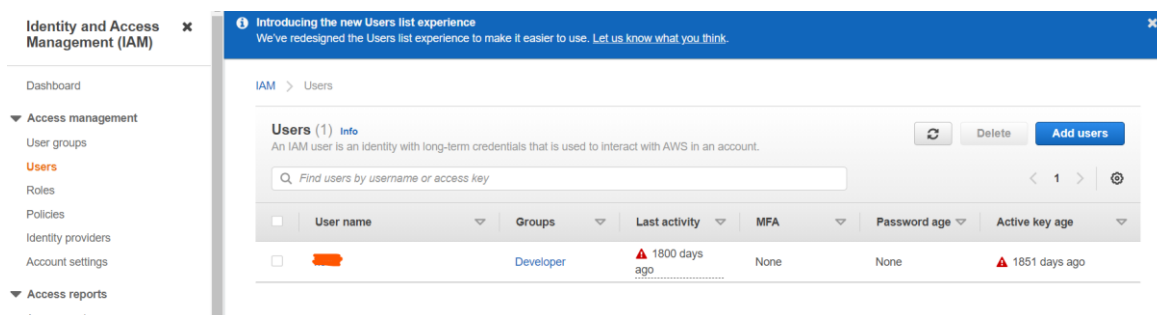 Identity and Access
Management (IAM)
Dashboard
Access management
User groups
Users
Roles
Policies
Identity providers
Account settings
Access reports
Introducing the new Users list experience
We've redesigned the Users list experience to make it easier to use. Let us know what you think.
IAM > Users
Users (1) Info
An IAM user is an identity with long-term credentials that is used to interact with AWS in an account.
Delete
Add users
Find users by username or access key
1
User name Groups Last activity MFA Password age Active key age
Developer 1800 days ago None None 1851 days ago